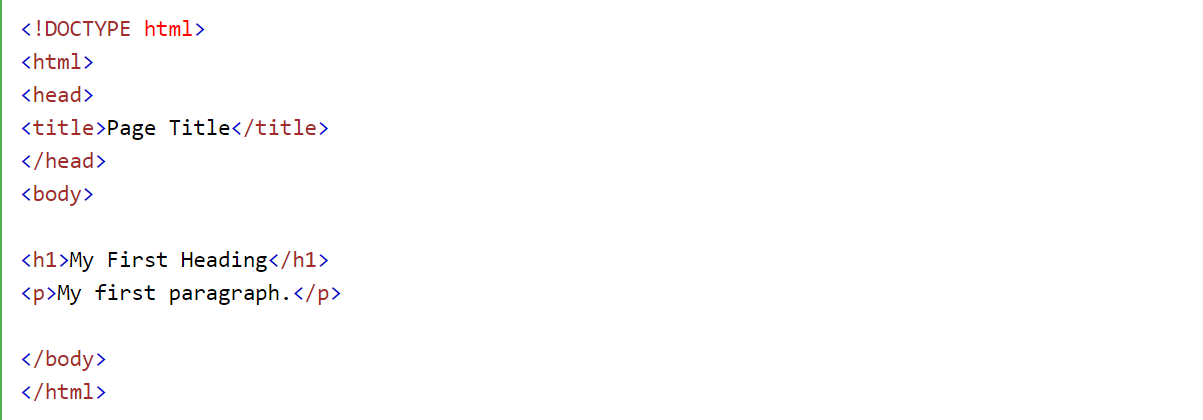 <!DOCTYPE html>
<html>
<head>
<title>Page Title</title>
</head>
<body>
<h1>My First Heading</h1>
<p>My first paragraph.</p>
</body>
</html>